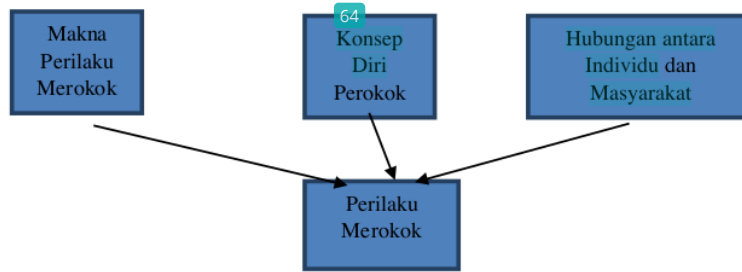 Makna
Perilaku
Merokok
64
Konsep
Diri
Perokok
Hubungan antara
Individu dan
Masyarakat
Perilaku
Merokok